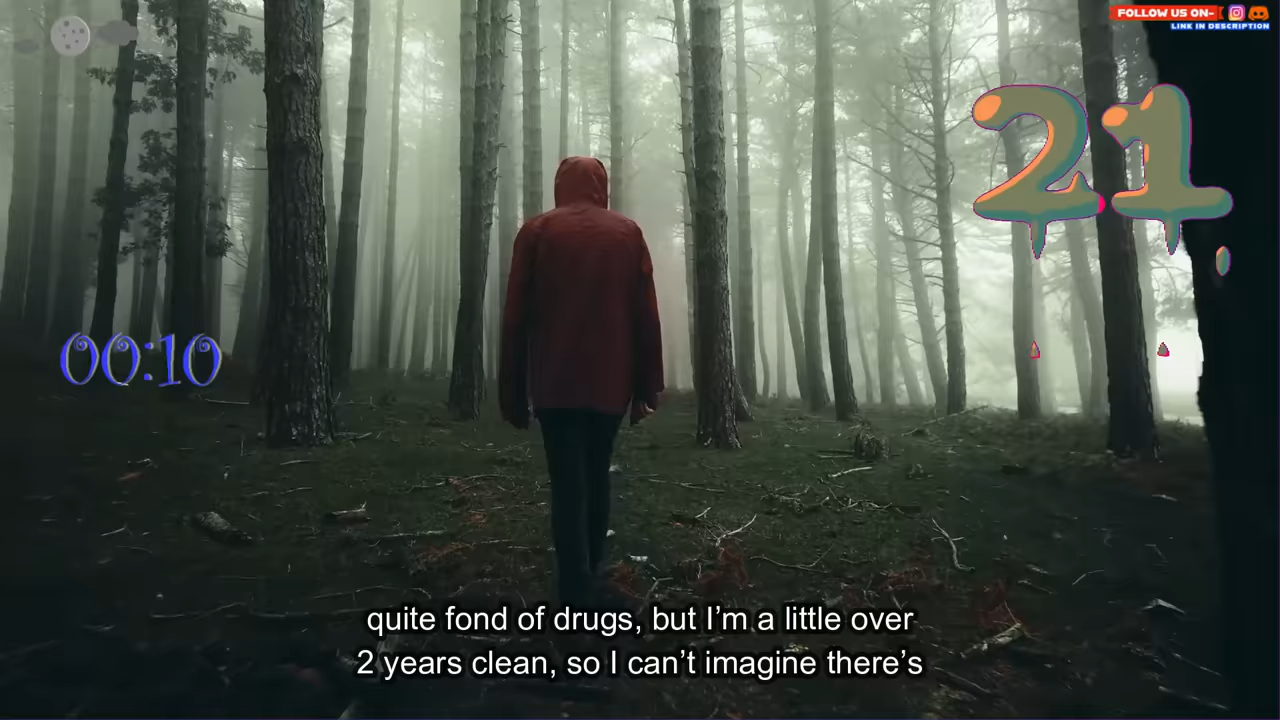 FOLLOW US ON-
LINK IN DESCRIPTION
21
00:10
quite fond of drugs, but I’m a little over
2 years clean, so I can’t imagine there’s